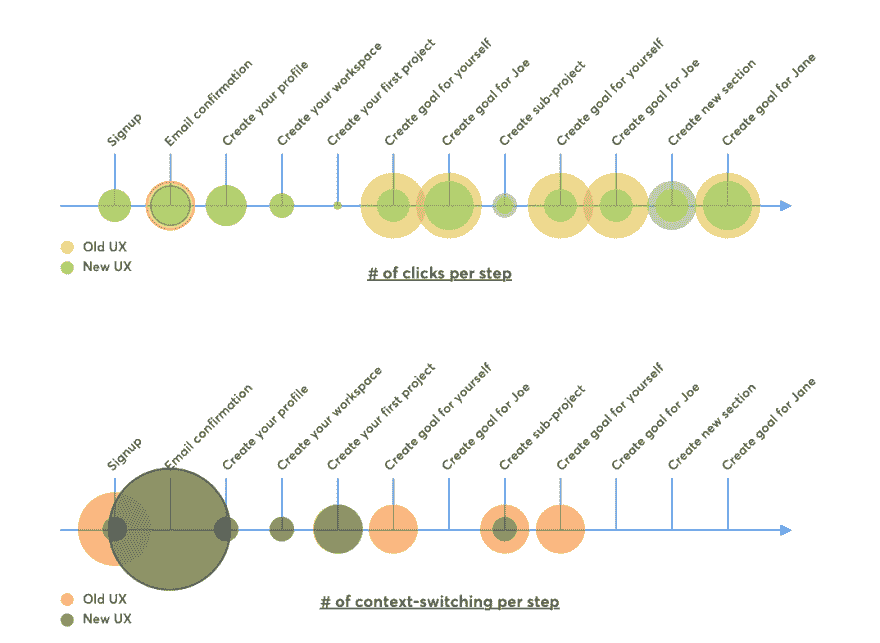 Signup
Email confirmation
Create your profile
Create your workspace
Create your first project
Create goal for yourself
Create goal for Joe
Create sub-project
Create goal for yourself
Create goal for Joe
Create new section
Create goal for Jane
Old UX
New UX
# of clicks per step
Signup
Email confirmation
Create your profile
Create your workspace
Create your first project
Create goal for yourself
Create goal for Joe
Create sub-project
Create goal for yourself
Create goal for Joe
Create new section
Create goal for Jane
Old UX
New UX
# of context-switching per step